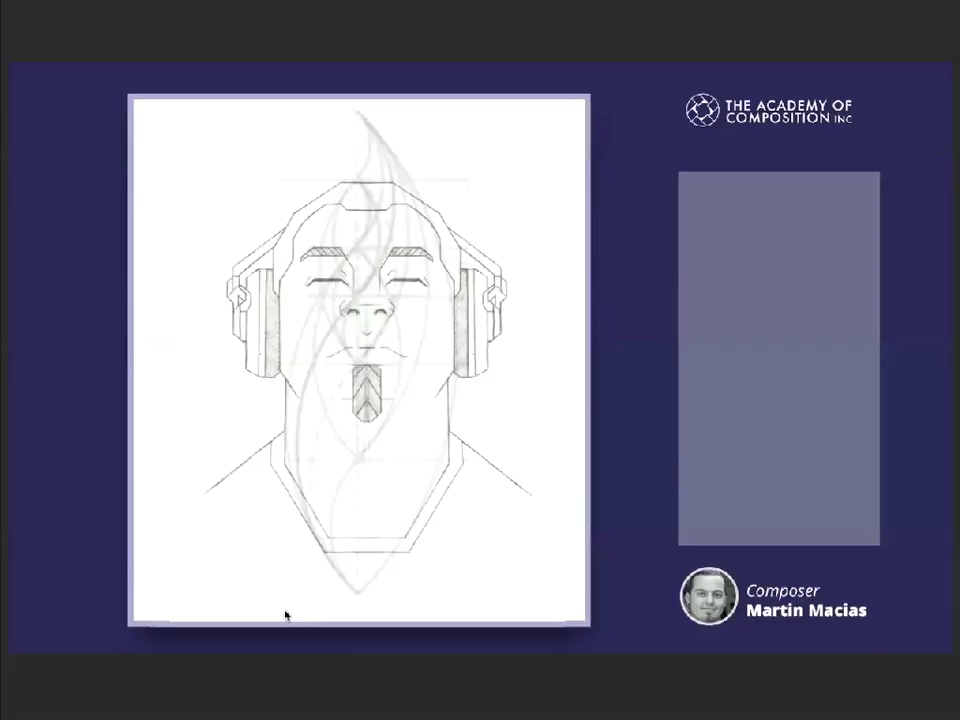 THE ACADEMY OF
COMPOSITION INC
Composer
Martin Macias